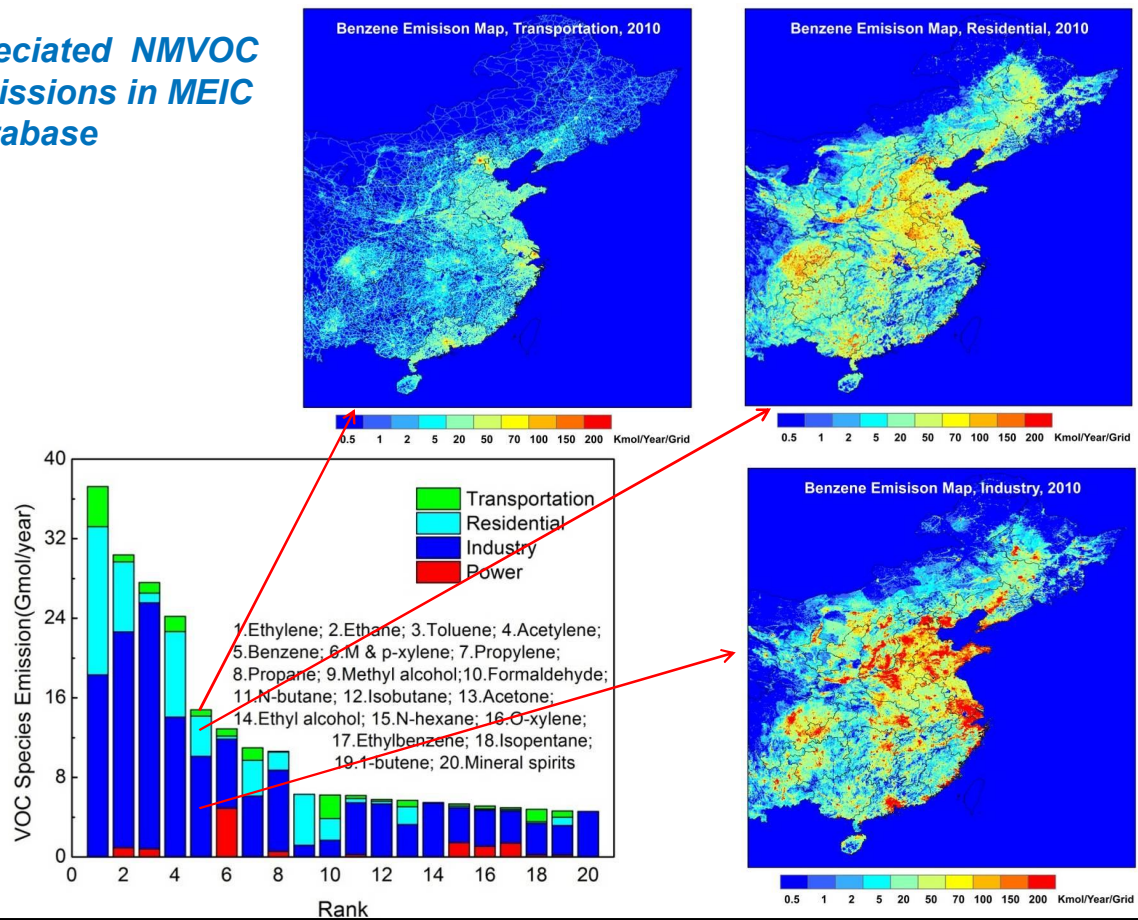 eciated NMVOC
issions in MEIC
tabase
Benzene Emisison Map, Transportation, 2010
0.5 1 2 5 20 50 70 100 150 200 Kmol/Year/Grid
Benzene Emisison Map, Residential, 2010
0.5 1 2 5 20 50 70 100 150 200 Kmol/Year/Grid
VOC Species Emission(Gmol/year)
40
32
24
16
8
0
Transportation
Residential
Industry
Power
1.Ethylene; 2.Ethane; 3.Toluene; 4.Acetylene;
5.Benzene; 6.M & p-xylene; 7.Propylene;
8.Propane; 9.Methyl alcohol;10.Formaldehyde;
11.N-butane; 12.Isobutane; 13.Acetone;
14.Ethyl alcohol; 15.N-hexane; 16.O-xylene;
17.Ethylbenzene; 18.Isopentane;
19.1-butene; 20.Mineral spirits
0 2 4 6 8 10 12 14 16 18 20
Rank
Benzene Emisison Map, Industry, 2010
0.5 1 2 5 20 50 70 100 150 200 Kmol/Year/Grid